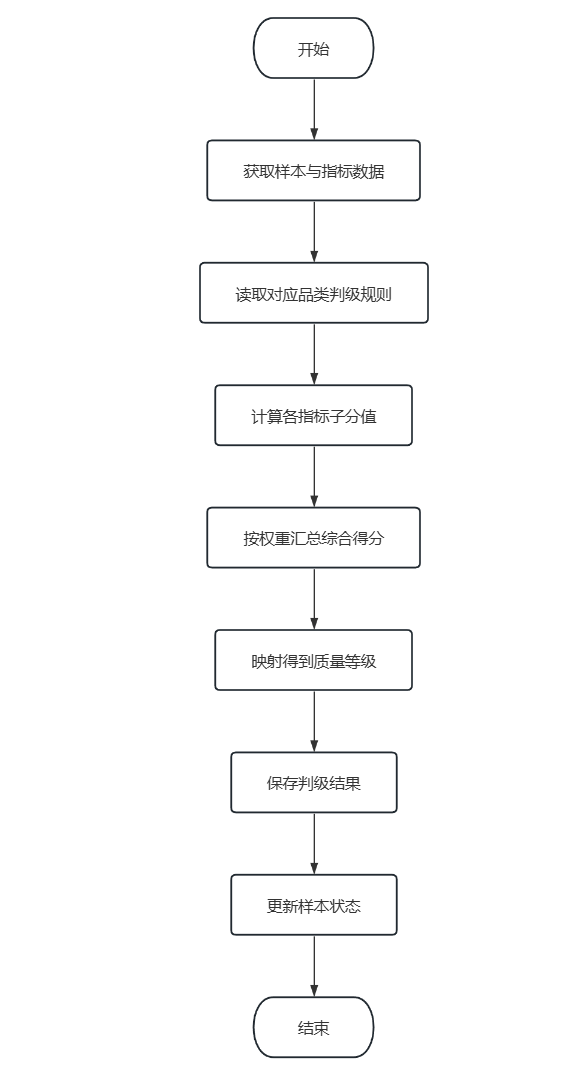 开始
获取样本与指标数据
读取对应品类判级规则
计算各指标子分值
按权重汇总综合得分
映射得到质量等级
保存判级结果
更新样本状态
结束